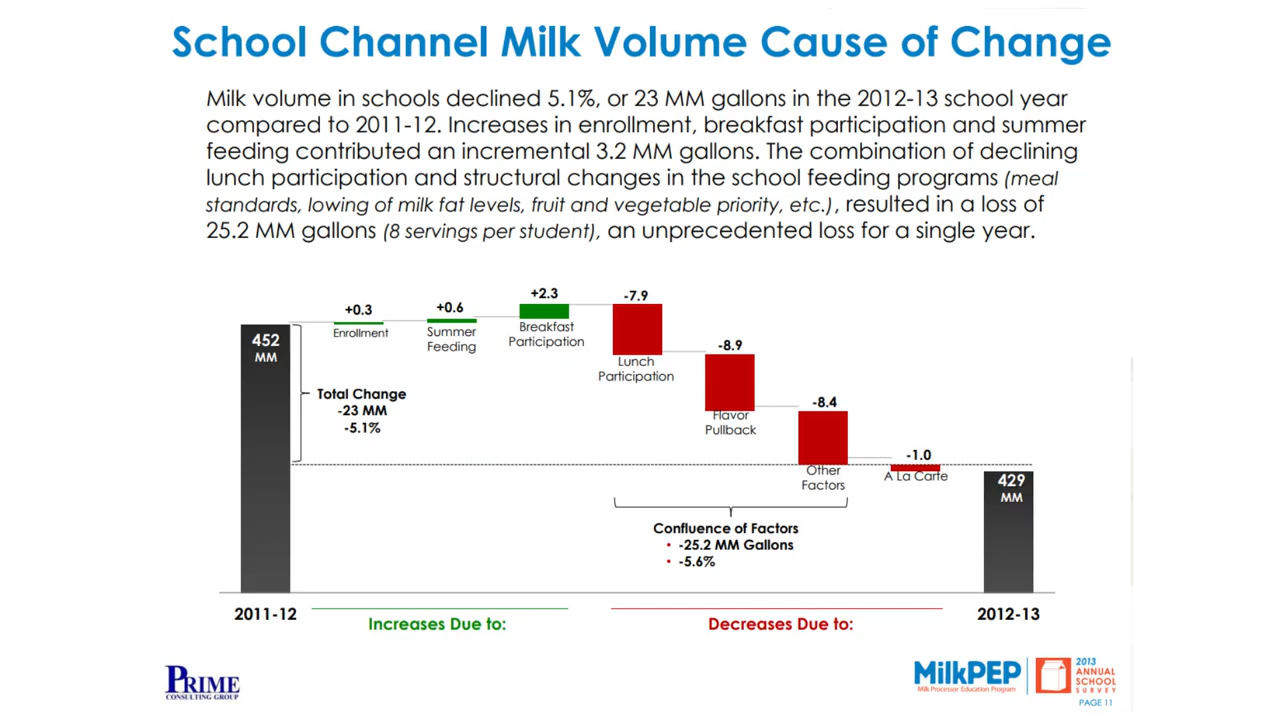 School Channel Milk Volume Cause of Change
Milk volume in schools declined 5.1%, or 23 MM gallons in the 2012-13 school year
compared to 2011-12. Increases in enrollment, breakfast participation and summer
feeding contributed an incremental 3.2 MM gallons. The combination of declining
lunch participation and structural changes in the school feeding programs (meal
standards, lowing of milk fat levels, fruit and vegetable priority, etc.), resulted in a loss of
25.2 MM gallons (8 servings per student), an unprecedented loss for a single year.
452
MM
Total Change
-23 MM
-5.1%
+0.3
Enrollment
+0.6
Summer
Feeding
+2.3
Breakfast
Participation
-7.9
Lunch
Participation
-8.9
Flavor
Pullback
-8.4
Other
Factors
-1.0
A La Carte
429
MM
Confluence of Factors
• -25.2 MM Gallons
• -5.6%
2011-12
Increases Due to:
Decreases Due to:
2012-13
PRIME
CONSULTING GROUP
MilkPEP
Milk Processor Education Program
2013
ANNUAL
SCHOOL
SURVEY
PAGE 11